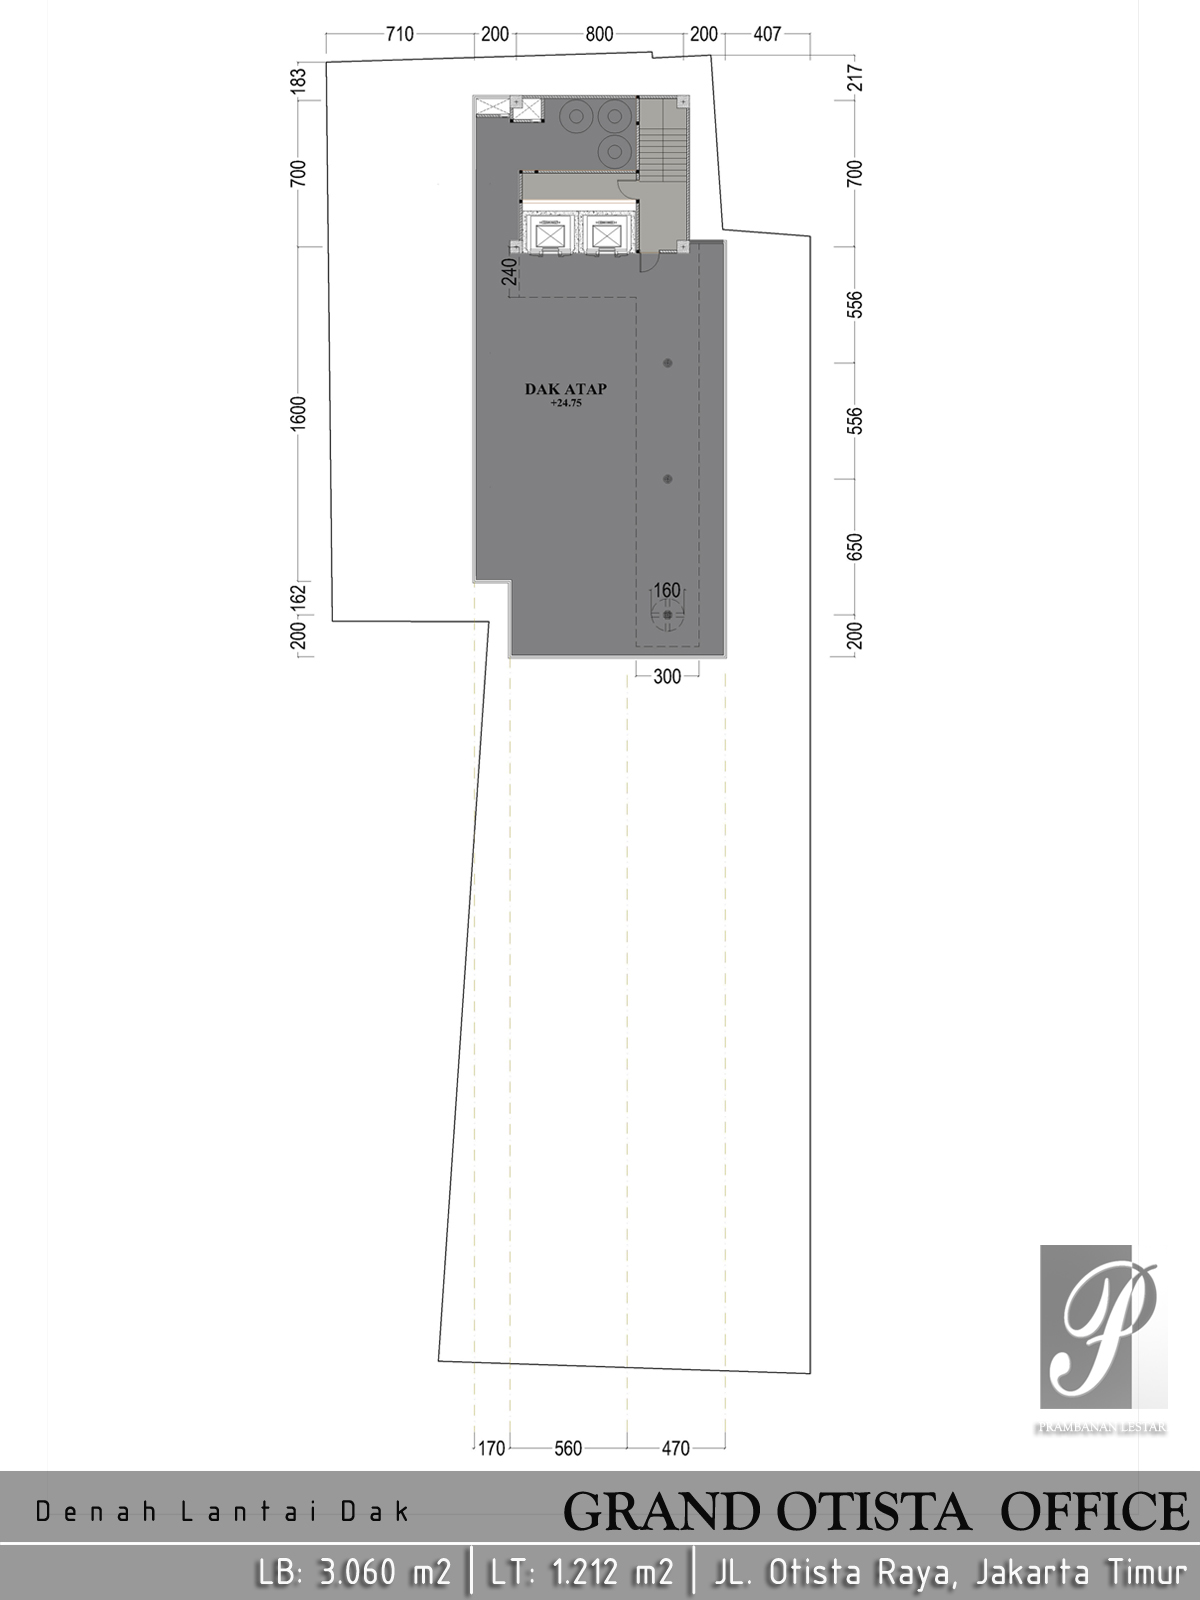 710 200 800 200 407
183
217
700
700
240
556
DAK ATAP
+24.75
1600
556
650
160
162
200
200
300
170 560 470
PRAMBANAN LESTARI
Denah Lantai Dak
GRAND OTISTA OFFICE
LB: 3.060 m2 | LT: 1.212 m2 | JL. Otista Raya, Jakarta Timur